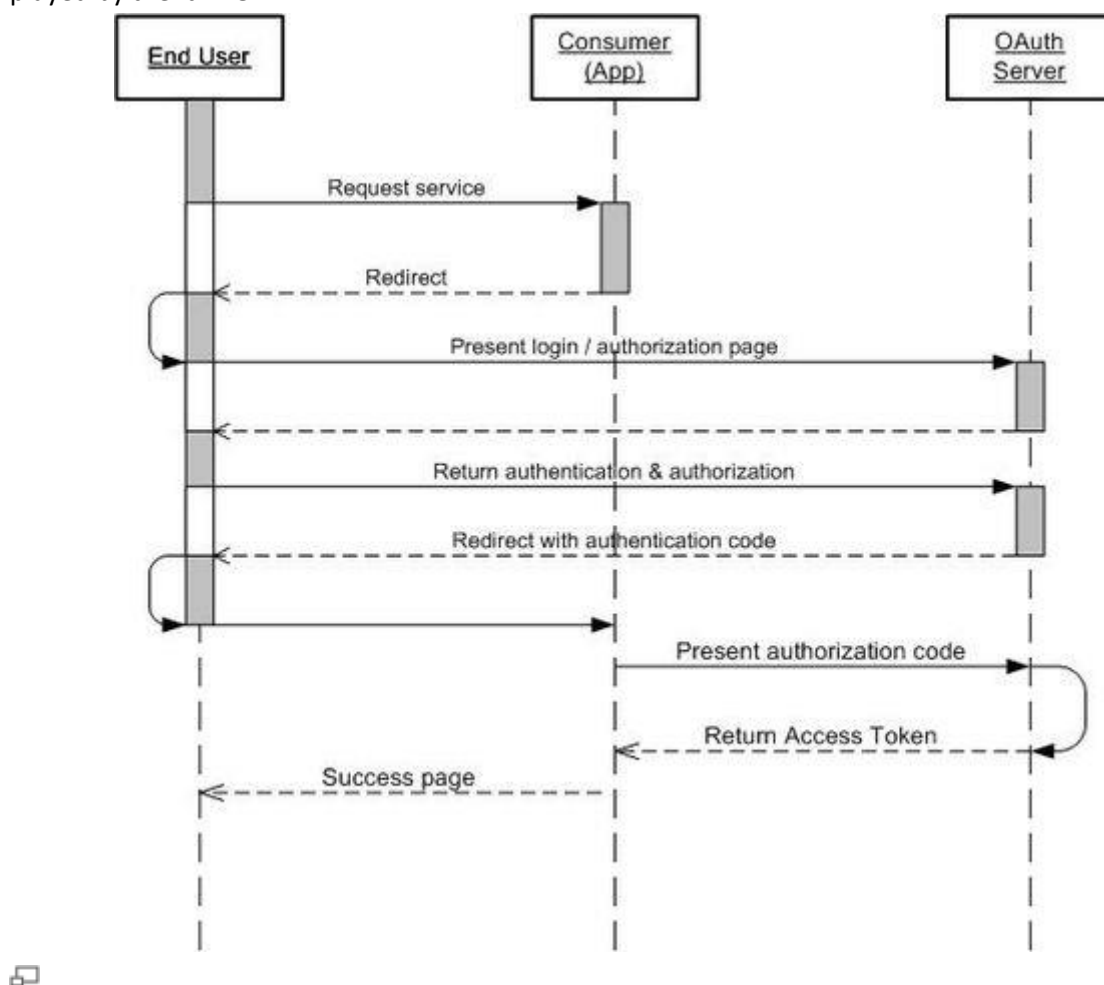 End User
Consumer
(App)
OAuth
Server
Request service
Redirect
Present login / authorization page
Return authentication & authorization
Redirect with authentication code
Present authorization code
Return Access Token
Success page